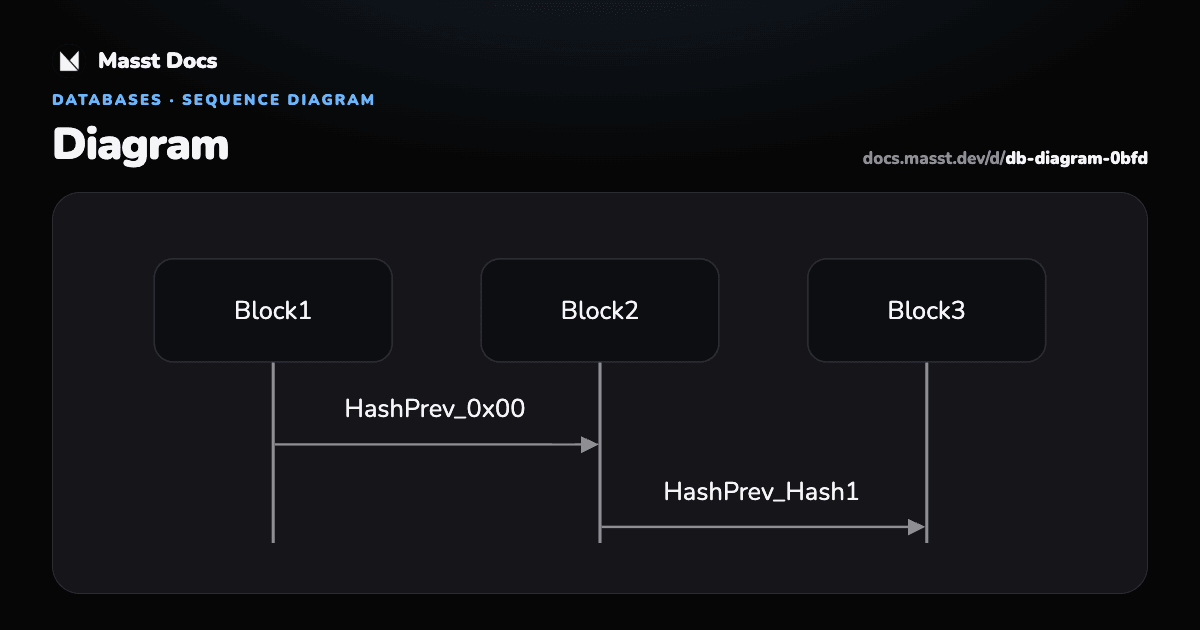 Masst Docs
DATABASES · SEQUENCE DIAGRAM
Diagram
docs.masst.dev/d/db-diagram-0bfd
Block1
Block2
Block3
HashPrev_0x00
HashPrev_Hash1